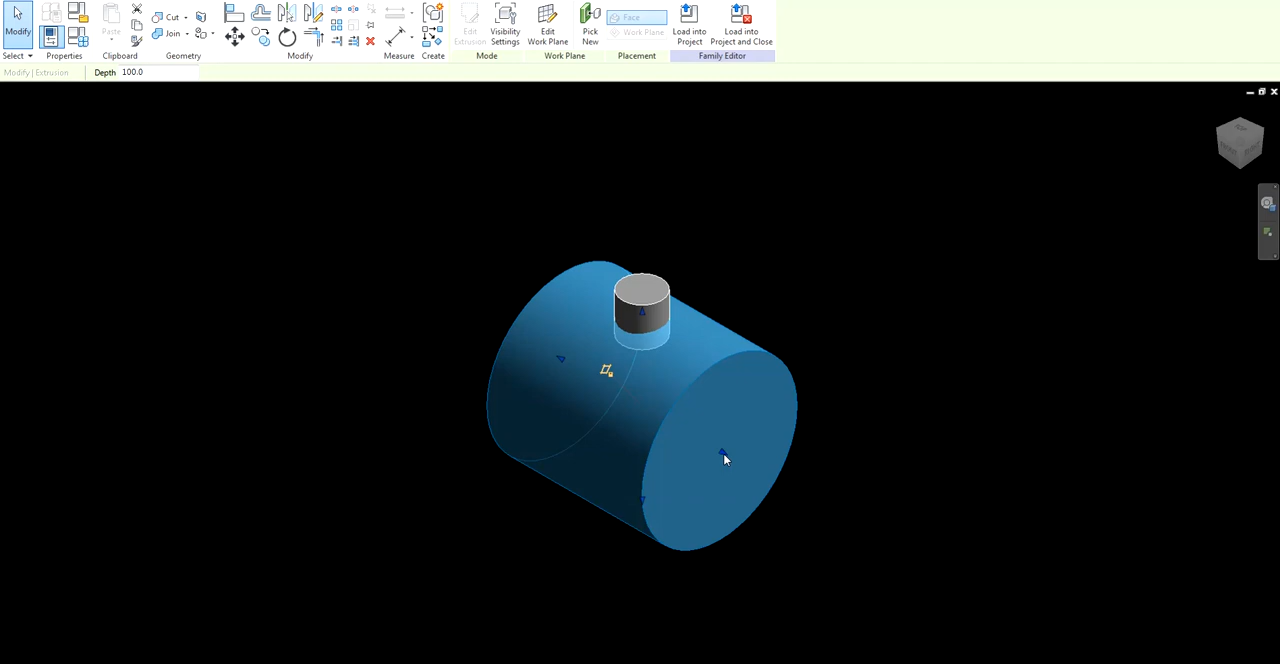 Cut
Edit Visibility Edit Pick Face Load into Load into
Modify Paste Join Extrusion Settings Work Plane New Work Plane Project Project and Close
Select Properties Clipboard Geometry Modify Measure Create Mode Work Plane Placement Family Editor
Modify | Extrusion Depth 100.0
TOP